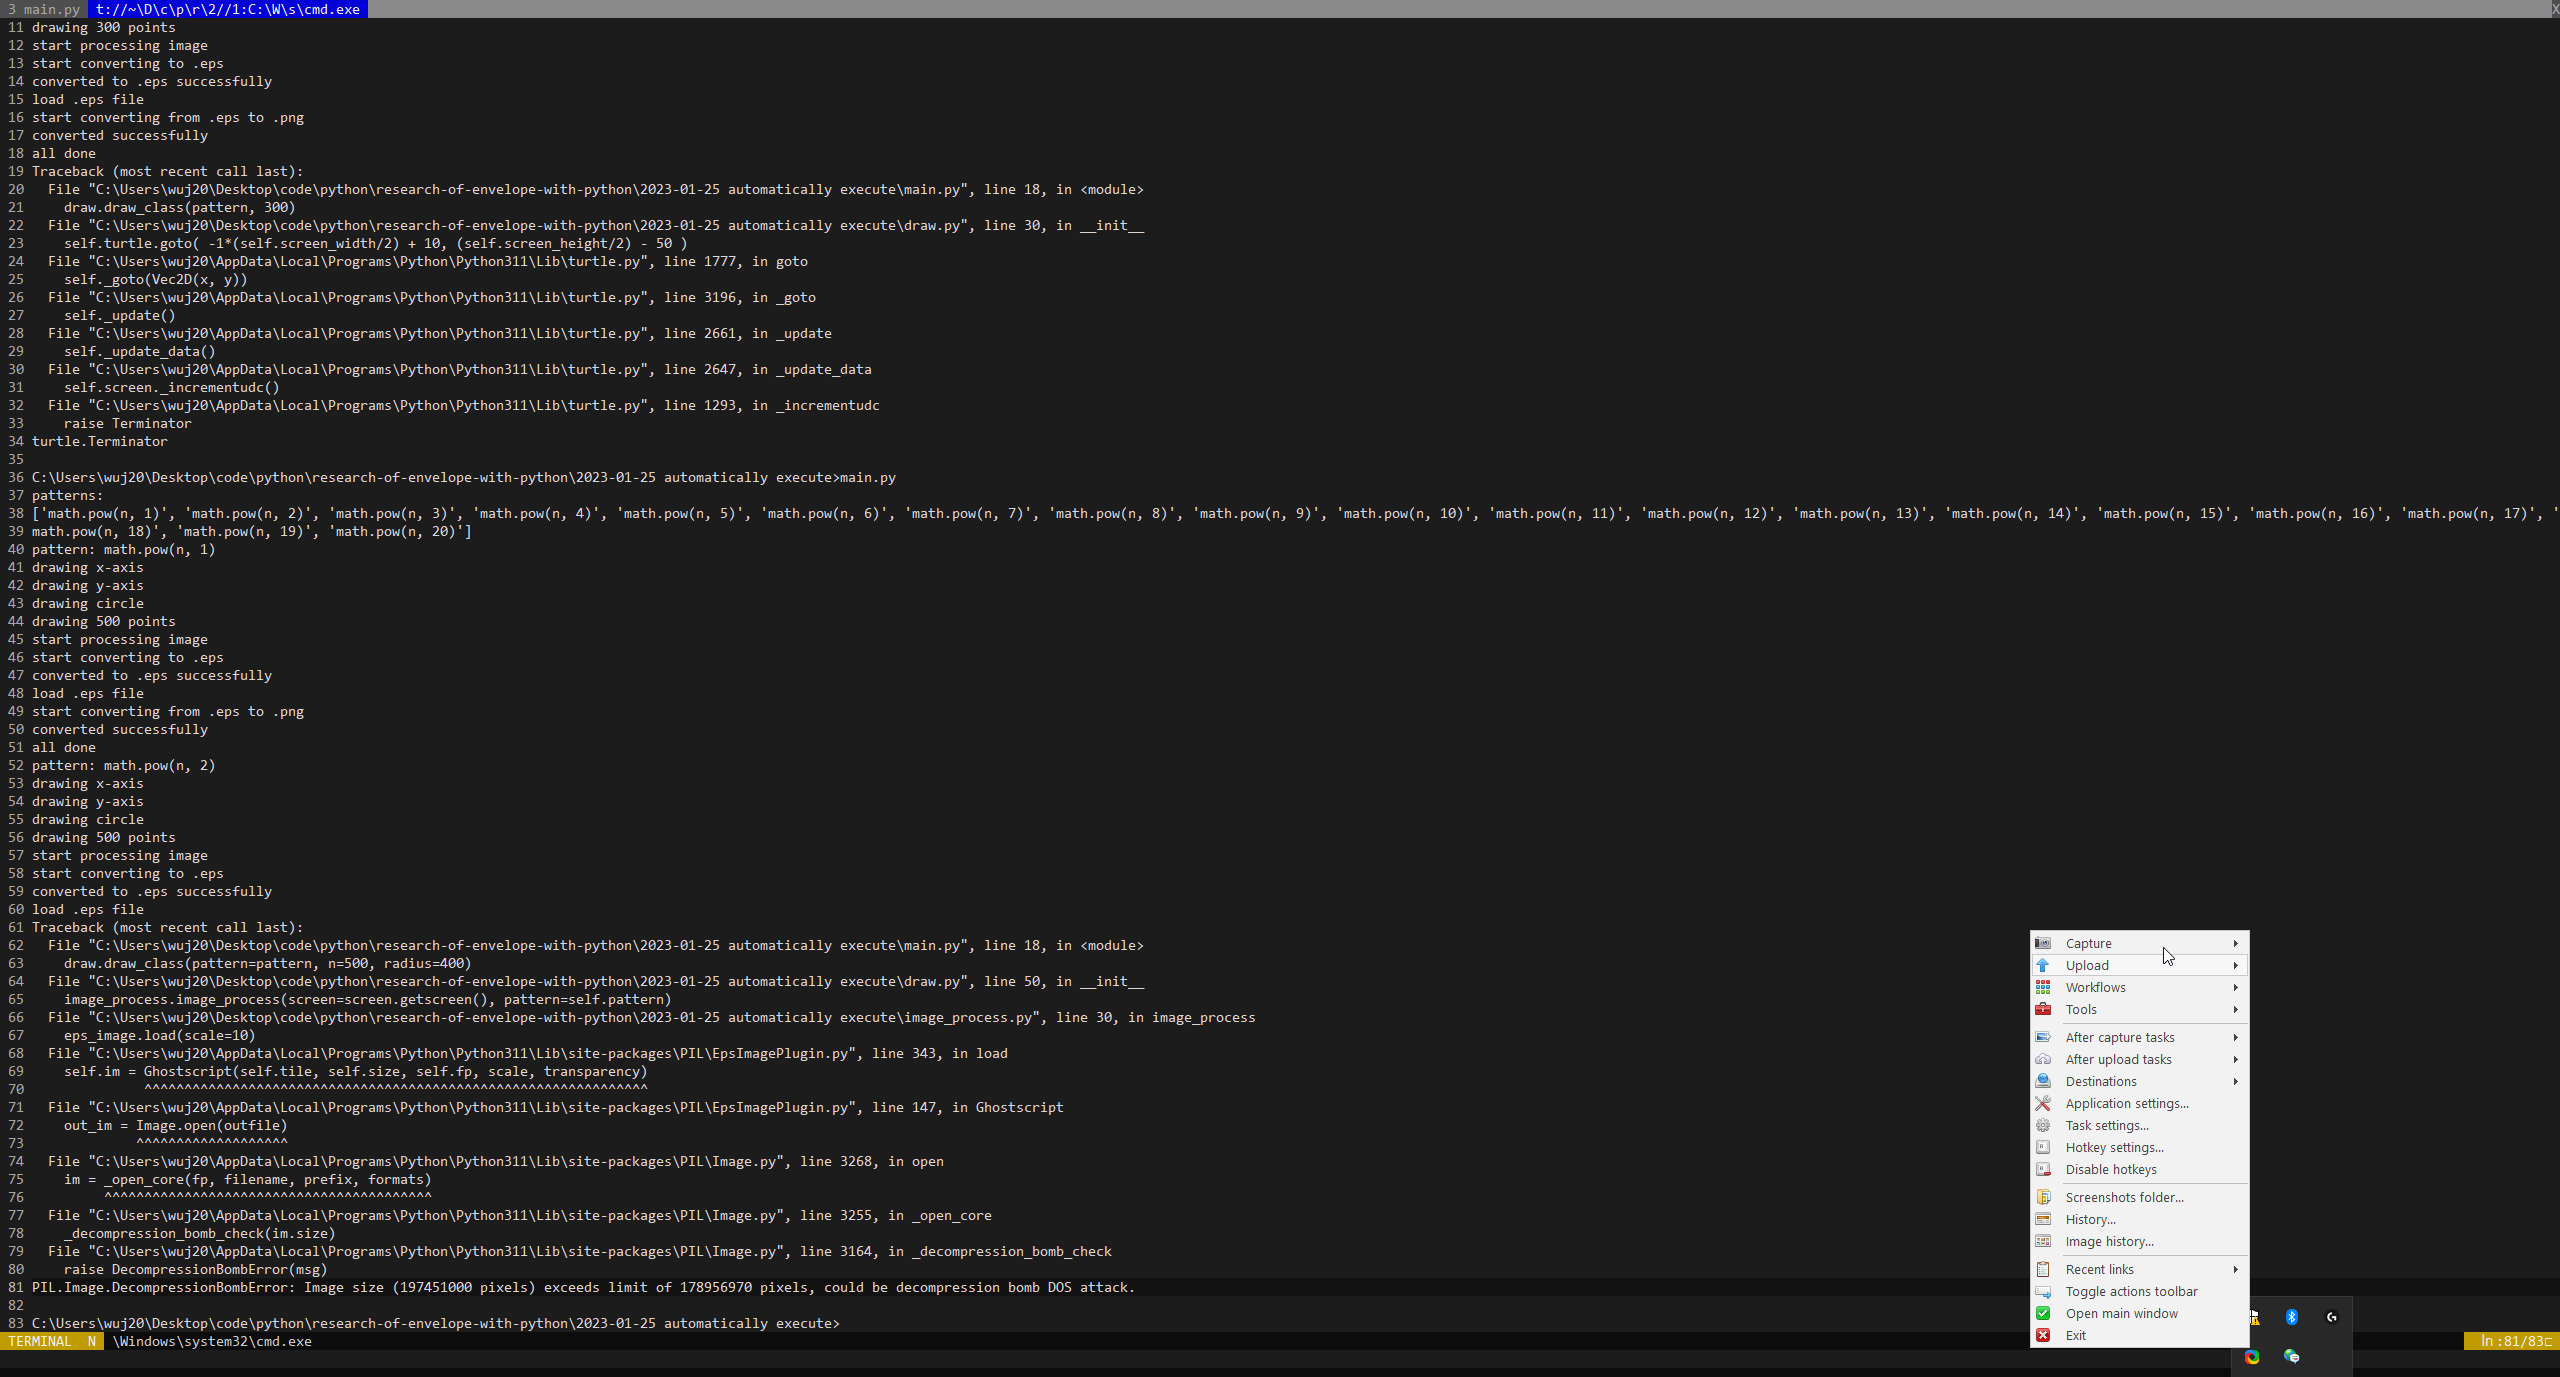 3 main.py  t://~\D\c\p\r\2//1:C:\W\s\cmd.exe X
11 drawing 300 points
12 start processing image
13 start converting to .eps
14 converted to .eps successfully
15 load .eps file
16 start converting from .eps to .png
17 converted successfully
18 all done
19 Traceback (most recent call last):
20   File "C:\Users\wuj20\Desktop\code\python\research-of-envelope-with-python\2023-01-25 automatically execute\main.py", line 18, in <module>
21     draw.draw_class(pattern, 300)
22   File "C:\Users\wuj20\Desktop\code\python\research-of-envelope-with-python\2023-01-25 automatically execute\draw.py", line 30, in __init__
23     self.turtle.goto( -1*(self.screen_width/2) + 10, (self.screen_height/2) - 50 )
24   File "C:\Users\wuj20\AppData\Local\Programs\Python\Python311\Lib\turtle.py", line 1777, in goto
25     self._goto(Vec2D(x, y))
26   File "C:\Users\wuj20\AppData\Local\Programs\Python\Python311\Lib\turtle.py", line 3196, in _goto
27     self._update()
28   File "C:\Users\wuj20\AppData\Local\Programs\Python\Python311\Lib\turtle.py", line 2661, in _update
29     self._update_data()
30   File "C:\Users\wuj20\AppData\Local\Programs\Python\Python311\Lib\turtle.py", line 2647, in _update_data
31     self.screen._incrementudc()
32   File "C:\Users\wuj20\AppData\Local\Programs\Python\Python311\Lib\turtle.py", line 1293, in _incrementudc
33     raise Terminator
34 turtle.Terminator
35
36 C:\Users\wuj20\Desktop\code\python\research-of-envelope-with-python\2023-01-25 automatically execute>main.py
37 patterns:
38 ['math.pow(n, 1)', 'math.pow(n, 2)', 'math.pow(n, 3)', 'math.pow(n, 4)', 'math.pow(n, 5)', 'math.pow(n, 6)', 'math.pow(n, 7)', 'math.pow(n, 8)', 'math.pow(n, 9)', 'math.pow(n, 10)', 'math.pow(n, 11)', 'math.pow(n, 12)', 'math.pow(n, 13)', 'math.pow(n, 14)', 'math.pow(n, 15)', 'math.pow(n, 16)', 'math.pow(n, 17)', '
39 math.pow(n, 18)', 'math.pow(n, 19)', 'math.pow(n, 20)']
40 pattern: math.pow(n, 1)
41 drawing x-axis
42 drawing y-axis
43 drawing circle
44 drawing 500 points
45 start processing image
46 start converting to .eps
47 converted to .eps successfully
48 load .eps file
49 start converting from .eps to .png
50 converted successfully
51 all done
52 pattern: math.pow(n, 2)
53 drawing x-axis
54 drawing y-axis
55 drawing circle
56 drawing 500 points
57 start processing image
58 start converting to .eps
59 converted to .eps successfully
60 load .eps file
61 Traceback (most recent call last):
62   File "C:\Users\wuj20\Desktop\code\python\research-of-envelope-with-python\2023-01-25 automatically execute\main.py", line 18, in <module>
63     draw.draw_class(pattern=pattern, n=500, radius=400)
64   File "C:\Users\wuj20\Desktop\code\python\research-of-envelope-with-python\2023-01-25 automatically execute\draw.py", line 50, in __init__
65     image_process.image_process(screen=screen.getscreen(), pattern=self.pattern)
66   File "C:\Users\wuj20\Desktop\code\python\research-of-envelope-with-python\2023-01-25 automatically execute\image_process.py", line 30, in image_process
67     eps_image.load(scale=10)
68   File "C:\Users\wuj20\AppData\Local\Programs\Python\Python311\Lib\site-packages\PIL\EpsImagePlugin.py", line 343, in load
69     self.im = Ghostscript(self.tile, self.size, self.fp, scale, transparency)
70               ^^^^^^^^^^^^^^^^^^^^^^^^^^^^^^^^^^^^^^^^^^^^^^^^^^^^^^^^^^^^^^^
71   File "C:\Users\wuj20\AppData\Local\Programs\Python\Python311\Lib\site-packages\PIL\EpsImagePlugin.py", line 147, in Ghostscript
72     out_im = Image.open(outfile)
73              ^^^^^^^^^^^^^^^^^^^
74   File "C:\Users\wuj20\AppData\Local\Programs\Python\Python311\Lib\site-packages\PIL\Image.py", line 3268, in open
75     im = _open_core(fp, filename, prefix, formats)
76          ^^^^^^^^^^^^^^^^^^^^^^^^^^^^^^^^^^^^^^^^^
77   File "C:\Users\wuj20\AppData\Local\Programs\Python\Python311\Lib\site-packages\PIL\Image.py", line 3255, in _open_core
78     _decompression_bomb_check(im.size)
79   File "C:\Users\wuj20\AppData\Local\Programs\Python\Python311\Lib\site-packages\PIL\Image.py", line 3164, in _decompression_bomb_check
80     raise DecompressionBombError(msg)
81 PIL.Image.DecompressionBombError: Image size (197451000 pixels) exceeds limit of 178956970 pixels, could be decompression bomb DOS attack.
82
83 C:\Users\wuj20\Desktop\code\python\research-of-envelope-with-python\2023-01-25 automatically execute>
TERMINAL  N  \Windows\system32\cmd.exe
ln :81/83
Capture
Upload
Workflows
Tools
After capture tasks
After upload tasks
Destinations
Application settings...
Task settings...
Hotkey settings...
Disable hotkeys
Screenshots folder...
History...
Image history...
Recent links
Toggle actions toolbar
Open main window
Exit